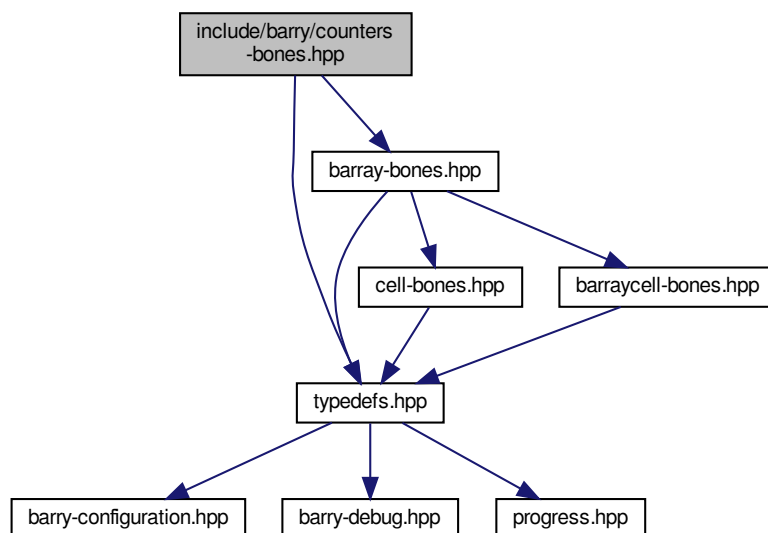 include/barry/counters
-bones.hpp
barray-bones.hpp
cell-bones.hpp
barraycell-bones.hpp
typedefs.hpp
barry-configuration.hpp
barry-debug.hpp
progress.hpp